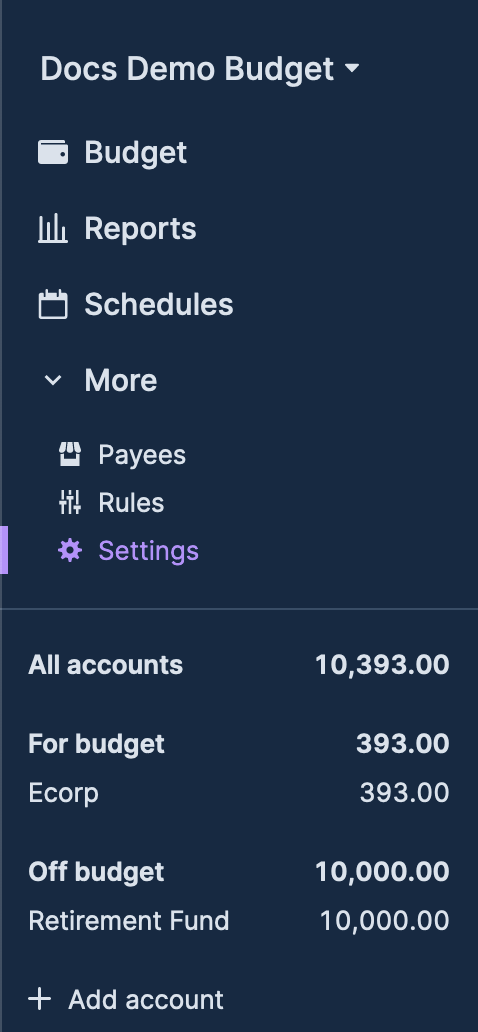 Docs Demo Budget
Budget
Reports
Schedules
More
Payees
Rules
Settings
All accounts 10,393.00
For budget 393.00
Ecorp 393.00
Off budget 10,000.00
Retirement Fund 10,000.00
+ Add account